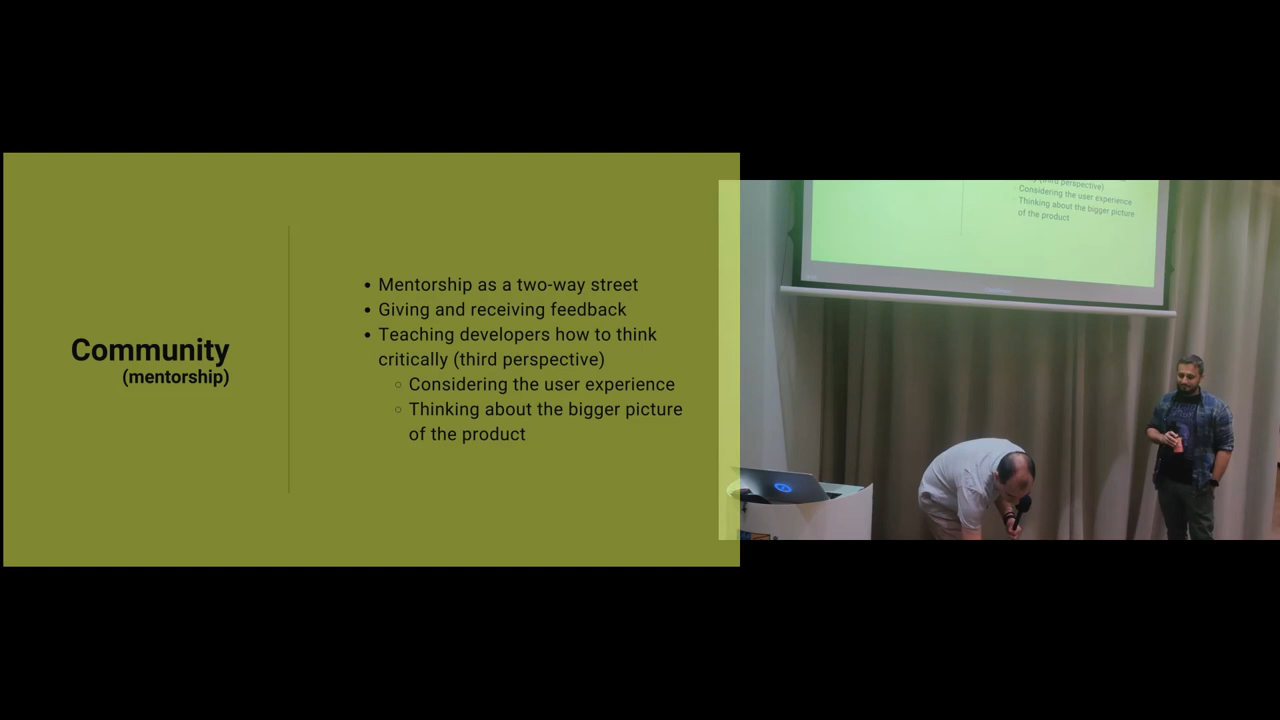 Community
(mentorship)
• Mentorship as a two-way street
• Giving and receiving feedback
• Teaching developers how to think
critically (third perspective)
○ Considering the user experience
○ Thinking about the bigger picture
of the product
(third perspective)
Considering the user experience
Thinking about the bigger picture
of the product